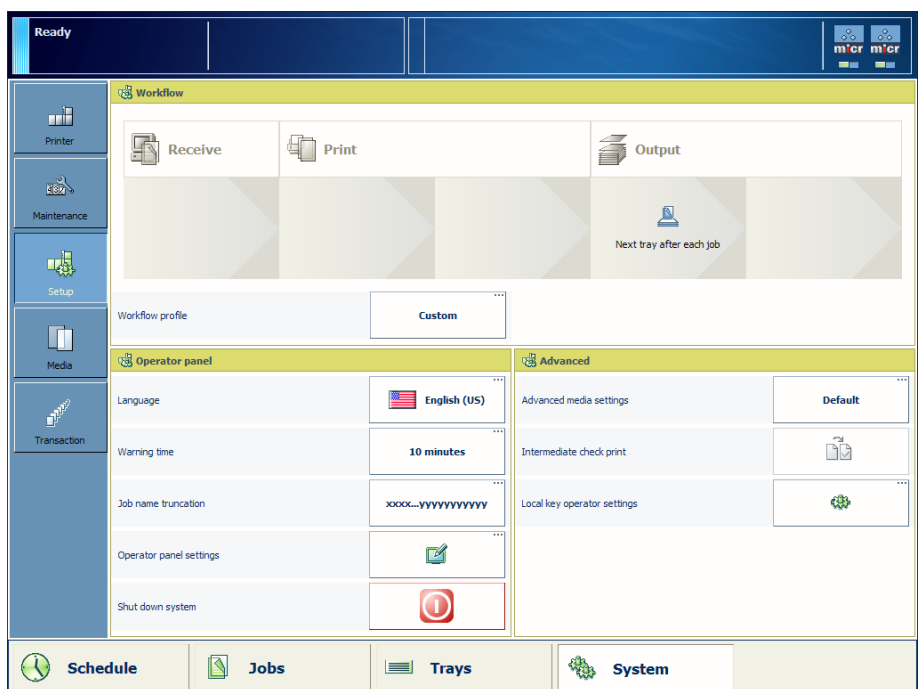 Ready
micr micr
Workflow
Printer
Receive
Print
Output
Maintenance
Next tray after each job
Setup
Workflow profile
Custom
Media
Operator panel
Advanced
Language
English (US)
Advanced media settings
Default
Transaction
Warning time
10 minutes
Intermediate check print
Job name truncation
xxxx...yyyyyyyyyyy
Local key operator settings
Operator panel settings
Shut down system
Schedule
Jobs
Trays
System